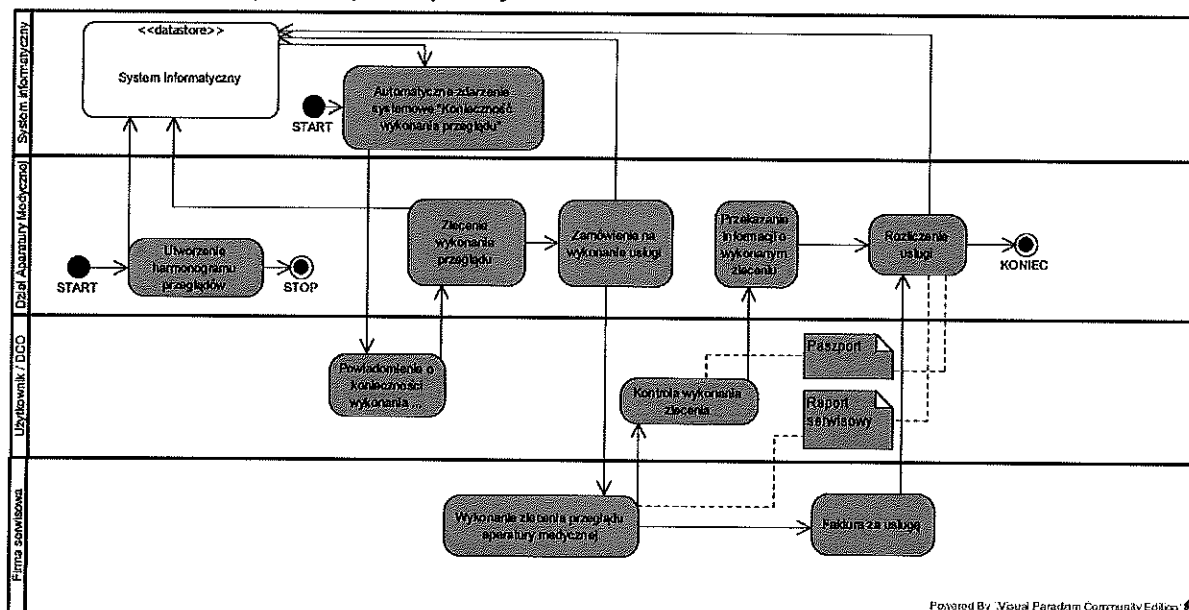 System informatyczny
<<datastore>>
System Informatyczny
START
Automatyczne zdarzenie
systemowe "Konieczność
wykonania przeglądu"
Dział Aparatury Medycznej
START
Utworzenie
harmonogramu
przeglądów
STOP
Zlecenie
wykonania
przeglądu
Zamówienie na
wykonanie usługi
Przekazanie
informacji o
wykonanym
zleceniu
Rozliczenie
usługi
KONIEC
Użytkownik / DCO
Powiadomienie o
konieczności
wykonania ...
Kontrola wykonania
zlecenia
Paszport
Raport
serwisowy
Firma serwisowa
Wykonanie zlecenia przeglądu
aparatury medycznej
Faktura za usługę
Powered By Visual Paradigm Community Edition